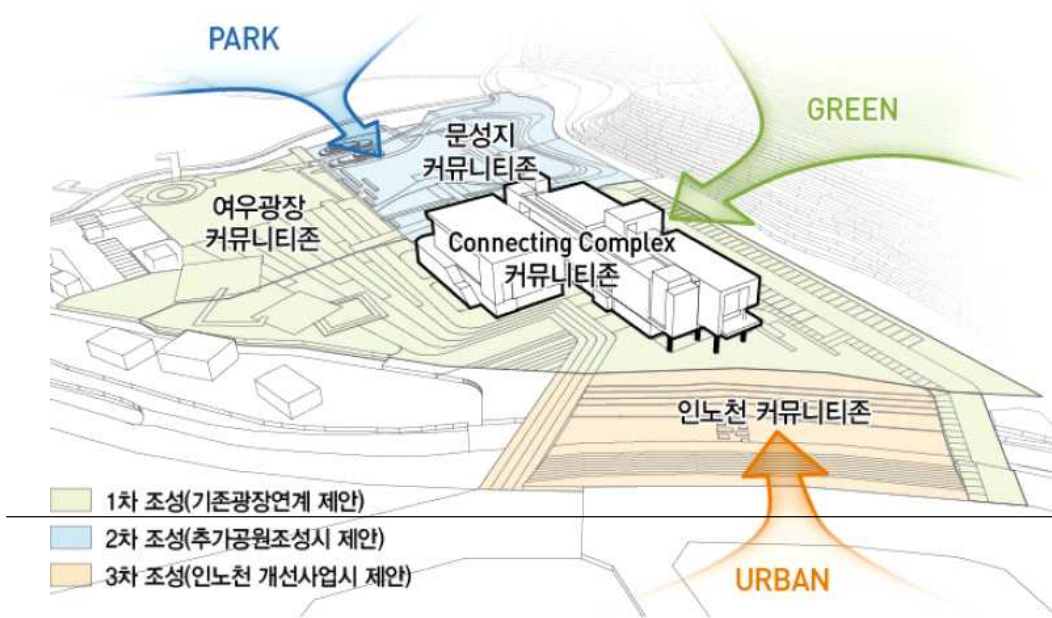 PARK
GREEN
문성지
커뮤니티존
여우광장
커뮤니티존
Connecting Complex
커뮤니티존
인노천 커뮤니티존
1차 조성(기존광장연계 제안)
2차 조성(추가공원조성시 제안)
3차 조성(인노천 개선사업시 제안)
URBAN